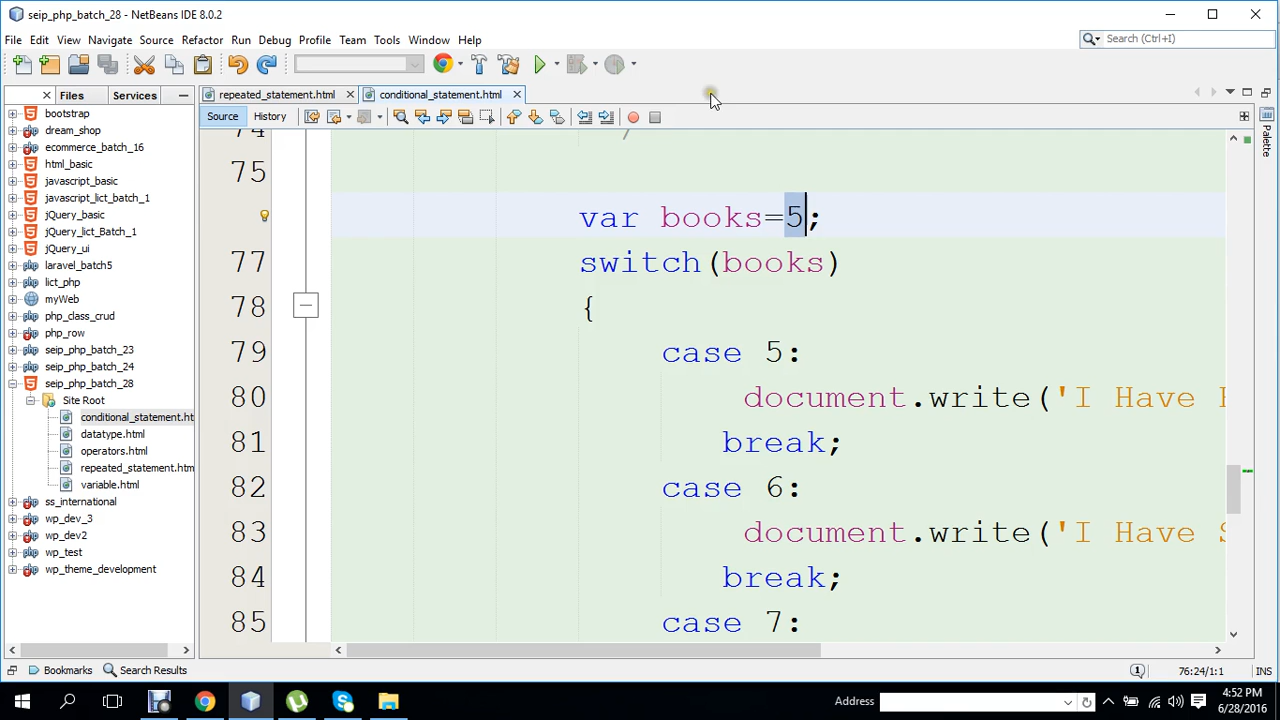 seip_php_batch_28 - NetBeans IDE 8.0.2
File Edit View Navigate Source Refactor Run Debug Profile Team Tools Window Help
Search (Ctrl+I)
Files Services
repeated_statement.html conditional_statement.html
Source History
Palette
bootstrap
dream_shop
ecommerce_batch_16
html_basic
javascript_basic
javascript_lict_batch_1
jQuery_basic
jQuery_Lict_Batch_1
jQuery_ui
laravel_batch5
lict_php
myWeb
php_class_crud
php_row
seip_php_batch_23
seip_php_batch_24
seip_php_batch_28
Site Root
conditional_statement.ht
datatype.html
operators.html
repeated_statement.htm
variable.html
ss_international
wp_dev_3
wp_dev2
wp_test
wp_theme_development
74 /
75
var books=5;
77 switch(books)
78 {
79 case 5:
80 document.write('I Have
81 break;
82 case 6:
83 document.write('I Have S
84 break;
85 case 7:
Bookmarks Search Results
1 76:24/1:1 INS
Address
4:52 PM
6/28/2016